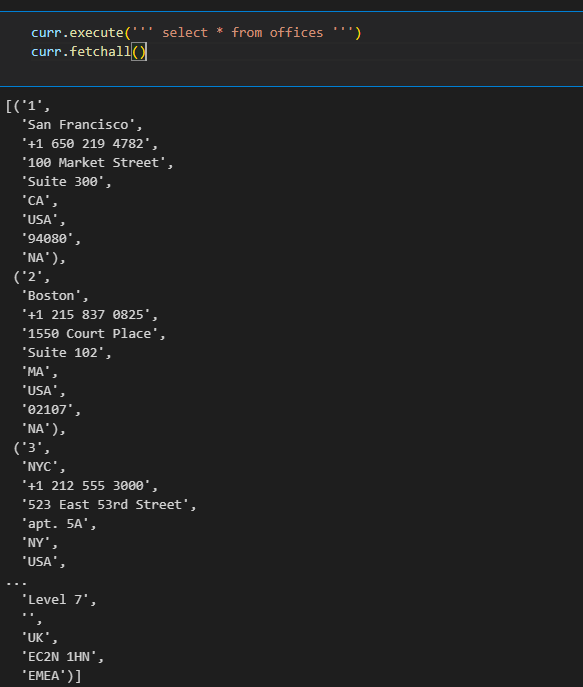 curr.execute(''' select * from offices ''')
curr.fetchall()
[('1',
'San Francisco',
'+1 650 219 4782',
'100 Market Street',
'Suite 300',
'CA',
'USA',
'94080',
'NA'),
('2',
'Boston',
'+1 215 837 0825',
'1550 Court Place',
'Suite 102',
'MA',
'USA',
'02107',
'NA'),
('3',
'NYC',
'+1 212 555 3000',
'523 East 53rd Street',
'apt. 5A',
'NY',
'USA',
...
'Level 7',
'',
'UK',
'EC2N 1HN',
'EMEA')]